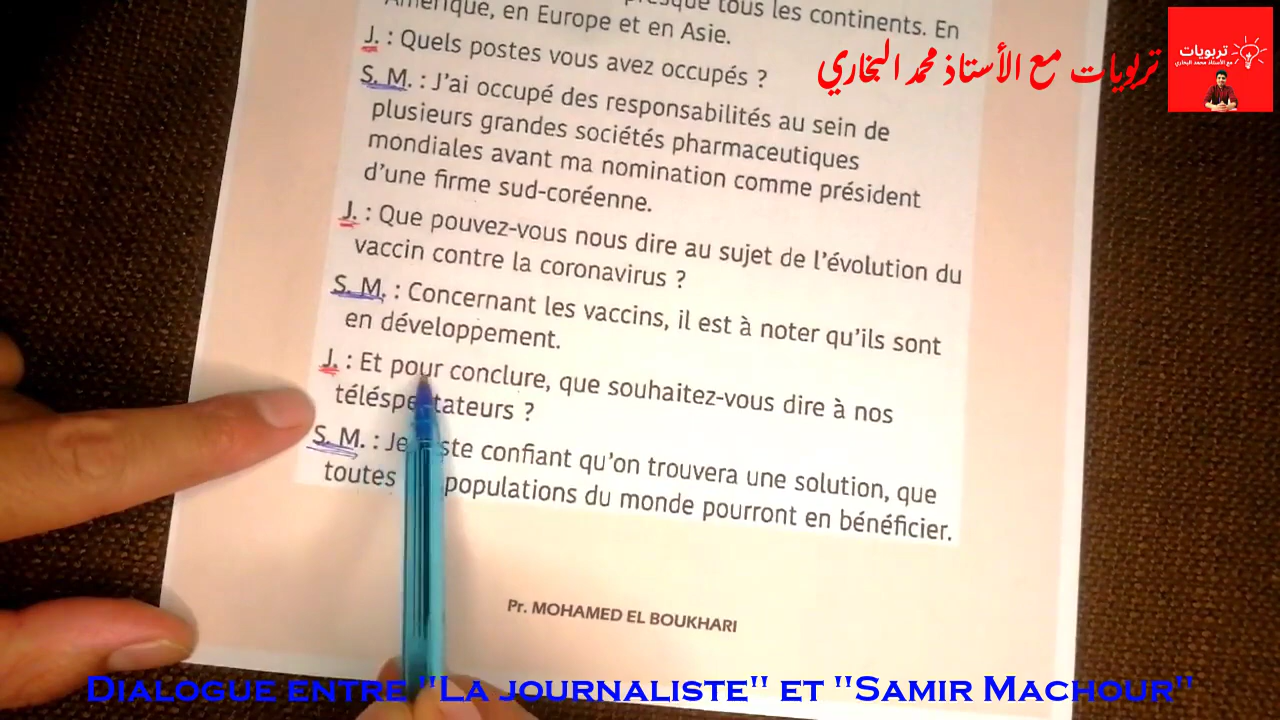 presque tous les continents. En
Amérique, en Europe et en Asie.
J. : Quels postes vous avez occupés ?
S. M. : J'ai occupé des responsabilités au sein de
plusieurs grandes sociétés pharmaceutiques
mondiales avant ma nomination comme président
d'une firme sud-coréenne.
J. : Que pouvez-vous nous dire au sujet de l'évolution du
vaccin contre la coronavirus ?
S. M. : Concernant les vaccins, il est à noter qu'ils sont
en développement.
J. : Et pour conclure, que souhaitez-vous dire à nos
téléspectateurs ?
S. M. : Je reste confiant qu'on trouvera une solution, que
toutes les populations du monde pourront en bénéficier.
Pr. MOHAMED EL BOUKHARI
تربويات مع الأستاذ محمد البخاري
تربويات
مع الأستاذ محمد البخاري
Dialogue entre "La journaliste" et "Samir Machour"